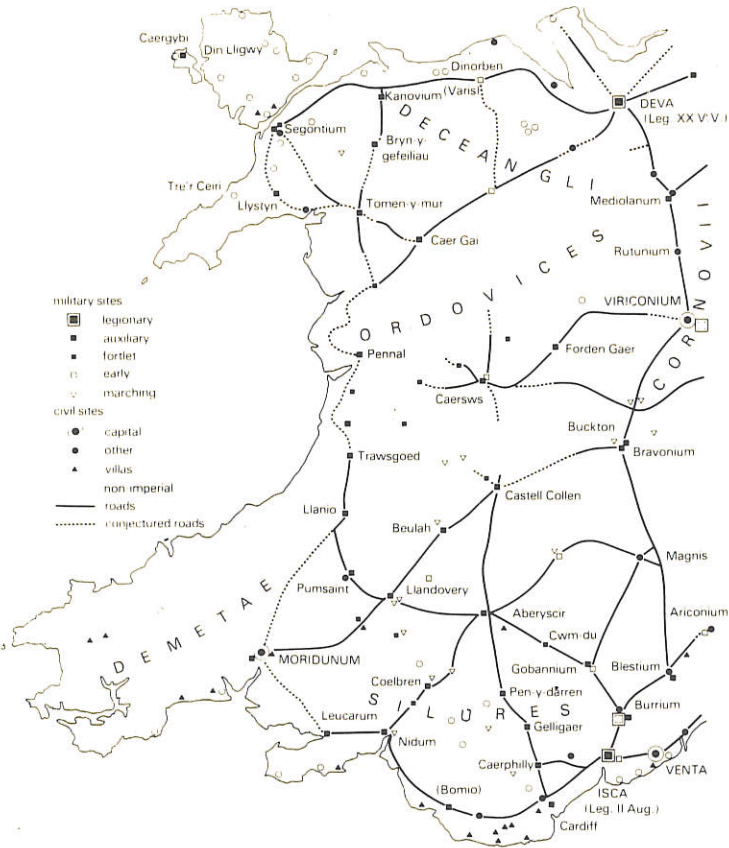 Caergybi
Din Lligwy
Dinorben
(Varis)
Kanovium
DEVA
(Leg. XX V.V.)
Segontium
Bryn-y-
gefeiliau
DECEANGLI
Tre'r Ceiri
Llystyn
Tomen-y-mur
Mediolanum
Caer Gai
Rutunium
ORDOVICES
CORNOVII
VIRICONIUM
military sites
legionary
auxiliary
fortlet
early
marching
civil sites
capital
other
villas
non imperial
roads
conjectured roads
Pennal
Forden Gaer
Caersws
Buckton
Bravonium
Trawsgoed
Castell Collen
Llanio
Beulah
Magnis
Pumsaint
Llandovery
Aberyscir
Ariconium
Cwm-du
DEMETAE
MORIDUNUM
Gobannium
Blestium
Coelbren
Pen-y-darren
SILURES
Burrium
Leucarum
Nidum
Gelligaer
Caerphilly
VENTA
(Bomio)
ISCA
(Leg. II Aug.)
Cardiff